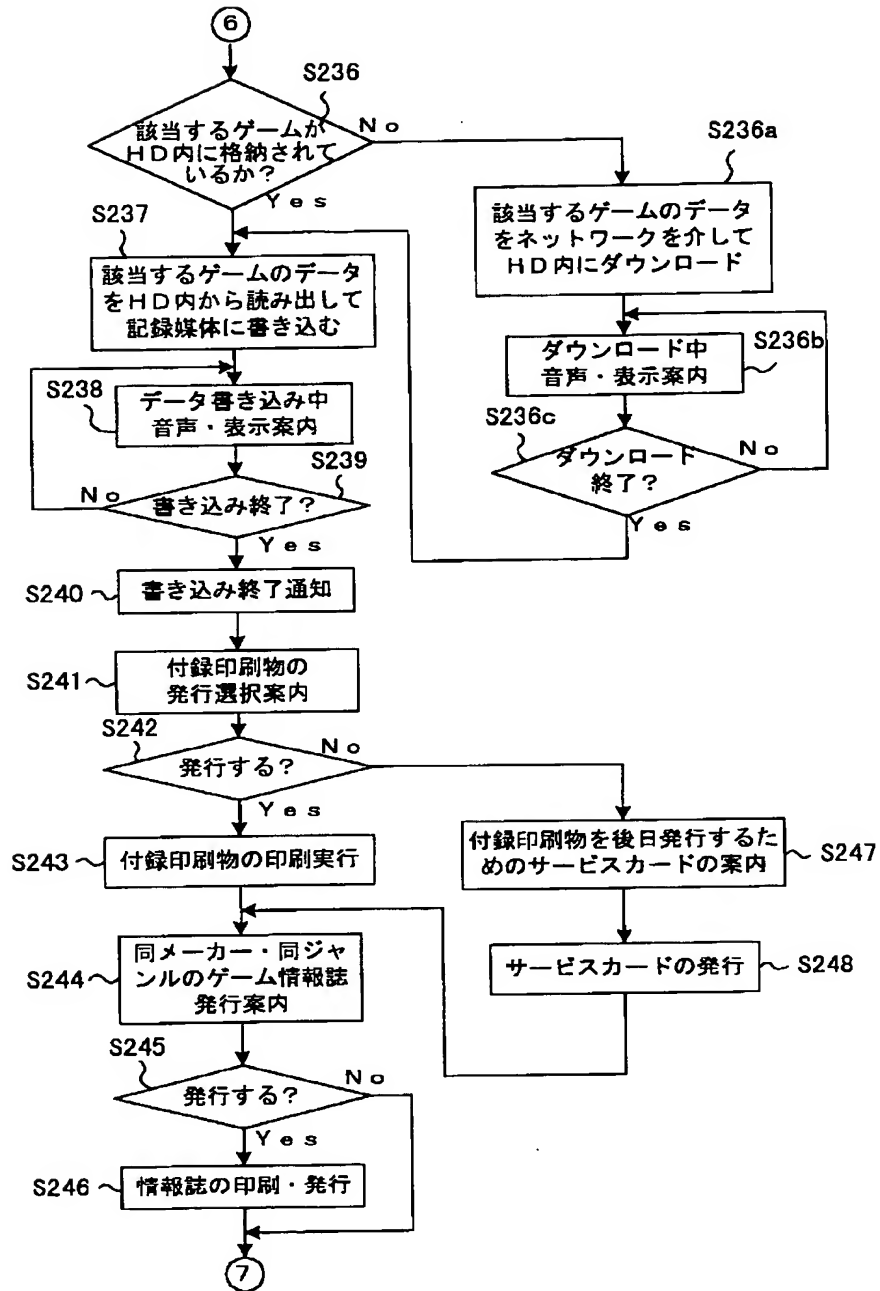 6
S236
該当するゲームが
HD内に格納されて
いるか?
No
Yes
S236a
該当するゲームのデータ
をネットワークを介して
HD内にダウンロード
S237
該当するゲームのデータ
をHD内から読み出して
記録媒体に書き込む
ダウンロード中
音声・表示案内
S236b
S238
データ書き込み中
音声・表示案内
S236c
ダウンロード
終了?
No
Yes
S239
書き込み終了?
No
Yes
S240
書き込み終了通知
S241
付録印刷物の
発行選択案内
S242
発行する?
No
Yes
S243
付録印刷物の印刷実行
付録印刷物を後日発行するた
めのサービスカードの案内
S247
S244
同メーカー・同ジャ
ンルのゲーム情報誌
発行案内
サービスカードの発行
S248
S245
発行する?
No
Yes
S246
情報誌の印刷・発行
7